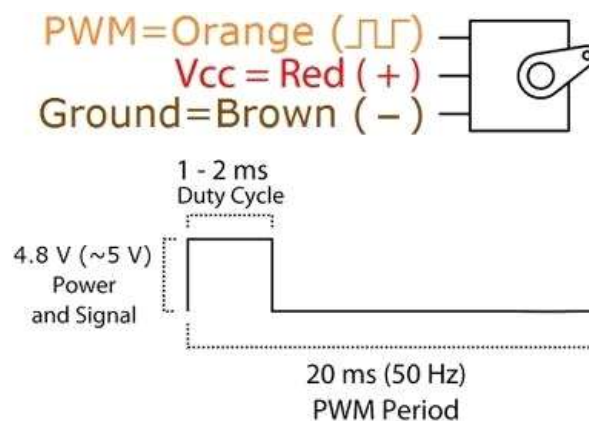 PWM=Orange (⎍⎍)
Vcc = Red ( + )
Ground=Brown ( − )
1 - 2 ms
Duty Cycle
4.8 V (~5 V)
Power
and Signal
20 ms (50 Hz)
PWM Period